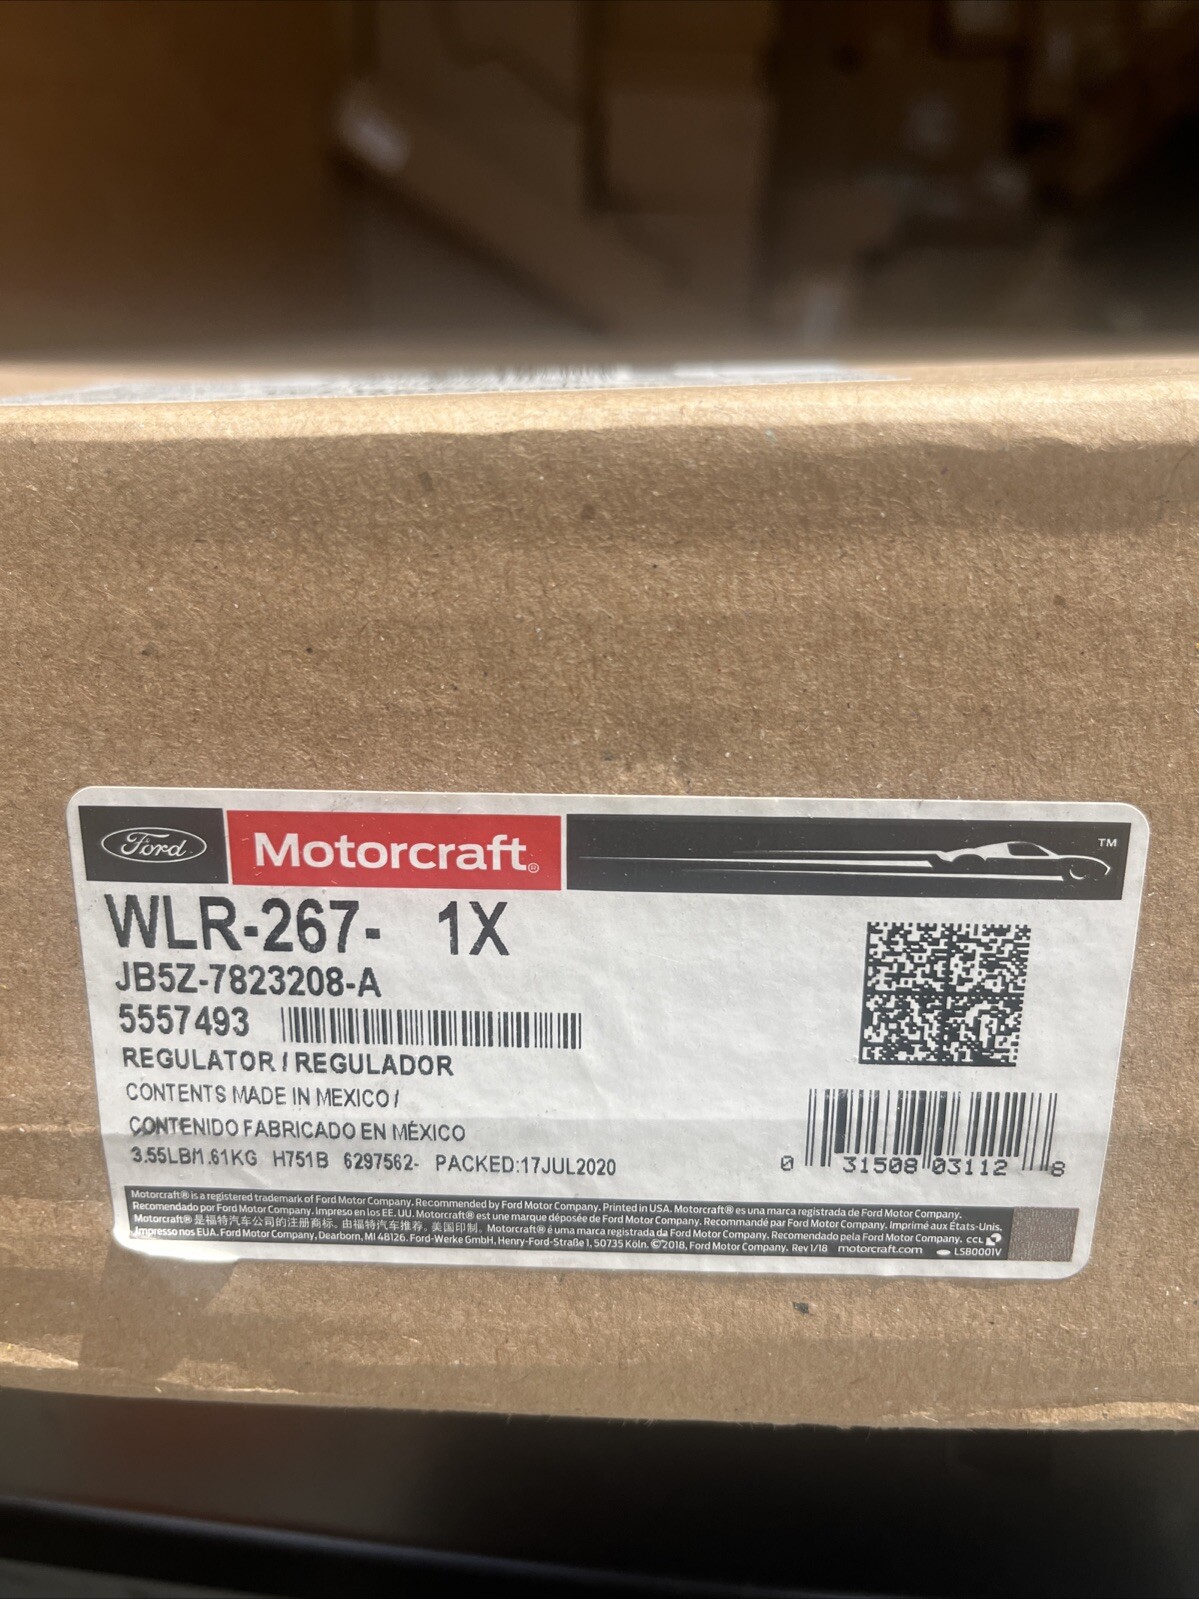 Ford Motorcraft® TM
WLR-267- 1X
JB5Z-7823208-A
5557493
REGULATOR / REGULADOR
CONTENTS MADE IN MEXICO /
CONTENIDO FABRICADO EN MÉXICO
3.55LB/1.61KG H751B 6297562- PACKED:17JUL2020
0 31508 03112 8
Motorcraft® is a registered trademark of Ford Motor Company. Recommended by Ford Motor Company. Printed in USA. Motorcraft® es una marca registrada de Ford Motor Company.
Recomendado por Ford Motor Company. Impreso en los EE. UU. Motorcraft® est une marque déposée de Ford Motor Company. Recommandé par Ford Motor Company. Imprimé aux États-Unis.
Motorcraft® 是福特汽车公司的注册商标。由福特汽车推荐。美国印制。Motorcraft® é uma marca registrada da Ford Motor Company. Recomendado pela Ford Motor Company. CCL
Impresso nos EUA. Ford Motor Company, Dearborn, MI 48126. Ford-Werke GmbH, Henry-Ford-Straße 1, 50735 Köln. ©2018, Ford Motor Company. Rev 1/18 motorcraft.com LSB0001V